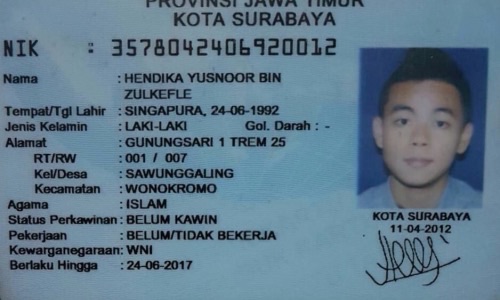 PROVINSI JAWA TIMUR
KOTA SURABAYA
NIK : 3578042406920012
Nama : HENDIKA YUSNOOR BIN
ZULKEFLE
Tempat/Tgl Lahir : SINGAPURA, 24-06-1992
Jenis Kelamin : LAKI-LAKI Gol. Darah : -
Alamat : GUNUNGSARI 1 TREM 25
RT/RW : 001 / 007
Kel/Desa : SAWUNGGALING
Kecamatan : WONOKROMO
Agama : ISLAM
Status Perkawinan : BELUM KAWIN
Pekerjaan : BELUM/TIDAK BEKERJA
Kewarganegaraan: WNI
Berlaku Hingga : 24-06-2017
KOTA SURABAYA
11-04-2012